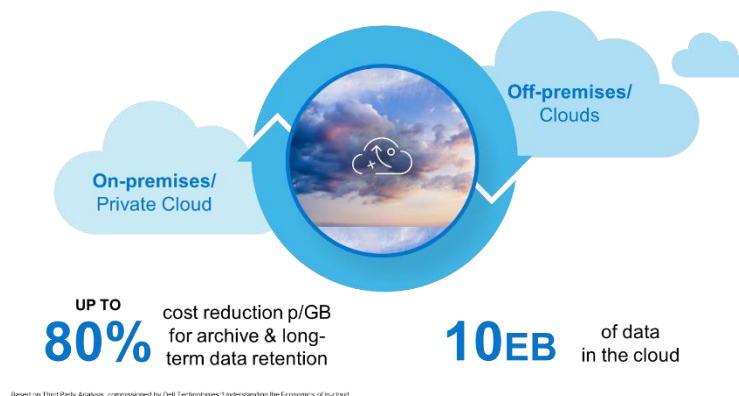 Off-premises/
Clouds
On-premises/
Private Cloud
UP TO
80%
cost reduction p/GB
for archive & long-
term data retention
10EB
of data
in the cloud
Based on Third Party Analysis, commissioned by Dell Technologies "Understanding the Economics of In-cloud